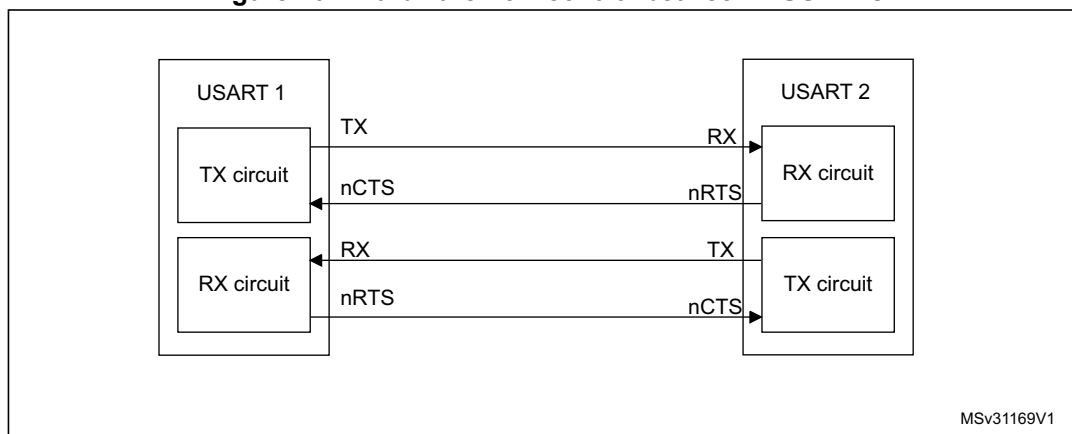 USART 1
USART 2
TX
RX
TX circuit
RX circuit
nCTS
nRTS
RX
TX
RX circuit
TX circuit
nRTS
nCTS
MSv31169V1